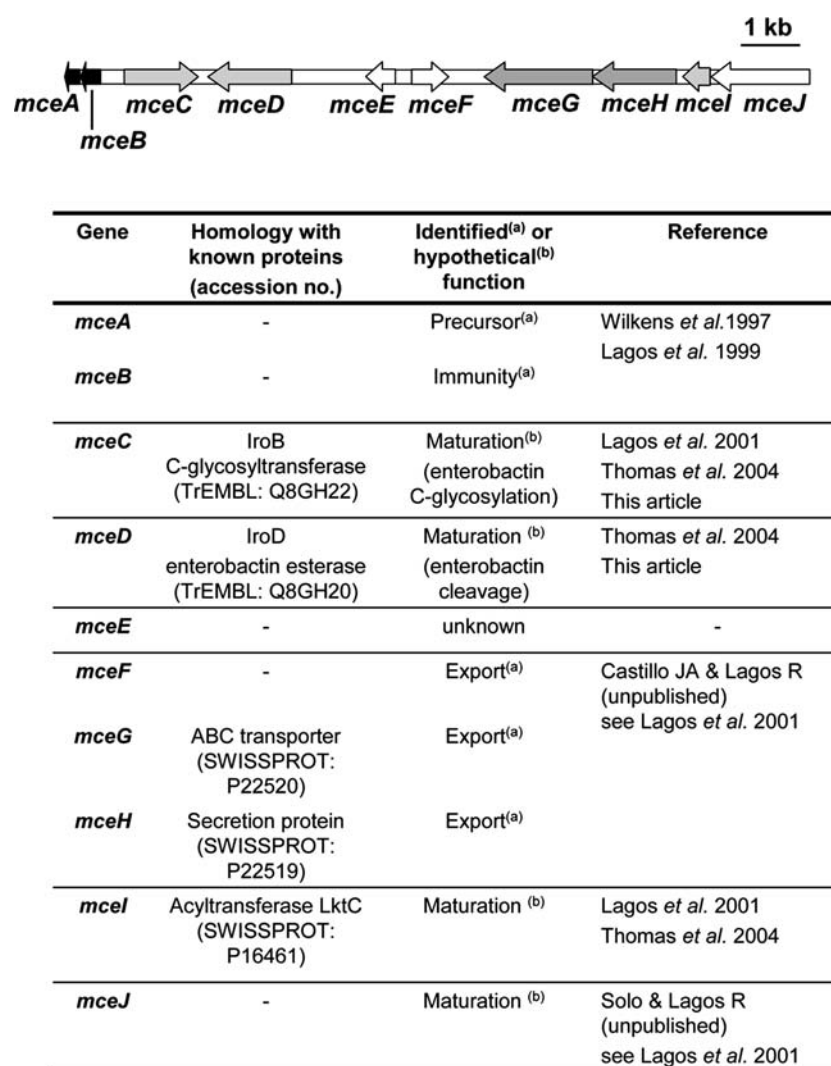 1 kb
mceA mceC mceD mceE mceF mceG mceH mceI mceJ
mceB
Gene Homology with known proteins (accession no.) Identified(a) or hypothetical(b) function Reference
mceA - Precursor(a) Wilkens et al.1997
Lagos et al. 1999
mceB - Immunity(a)
mceC IroB Maturation(b) Lagos et al. 2001
C-glycosyltransferase (enterobactin Thomas et al. 2004
(TrEMBL: Q8GH22) C-glycosylation) This article
mceD IroD Maturation (b) Thomas et al. 2004
enterobactin esterase (enterobactin This article
(TrEMBL: Q8GH20) cleavage)
mceE - unknown -
mceF - Export(a) Castillo JA & Lagos R
(unpublished)
see Lagos et al. 2001
mceG ABC transporter Export(a)
(SWISSPROT:
P22520)
mceH Secretion protein Export(a)
(SWISSPROT:
P22519)
mceI Acyltransferase LktC Maturation (b) Lagos et al. 2001
(SWISSPROT: Thomas et al. 2004
P16461)
mceJ - Maturation (b) Solo & Lagos R
(unpublished)
see Lagos et al. 2001